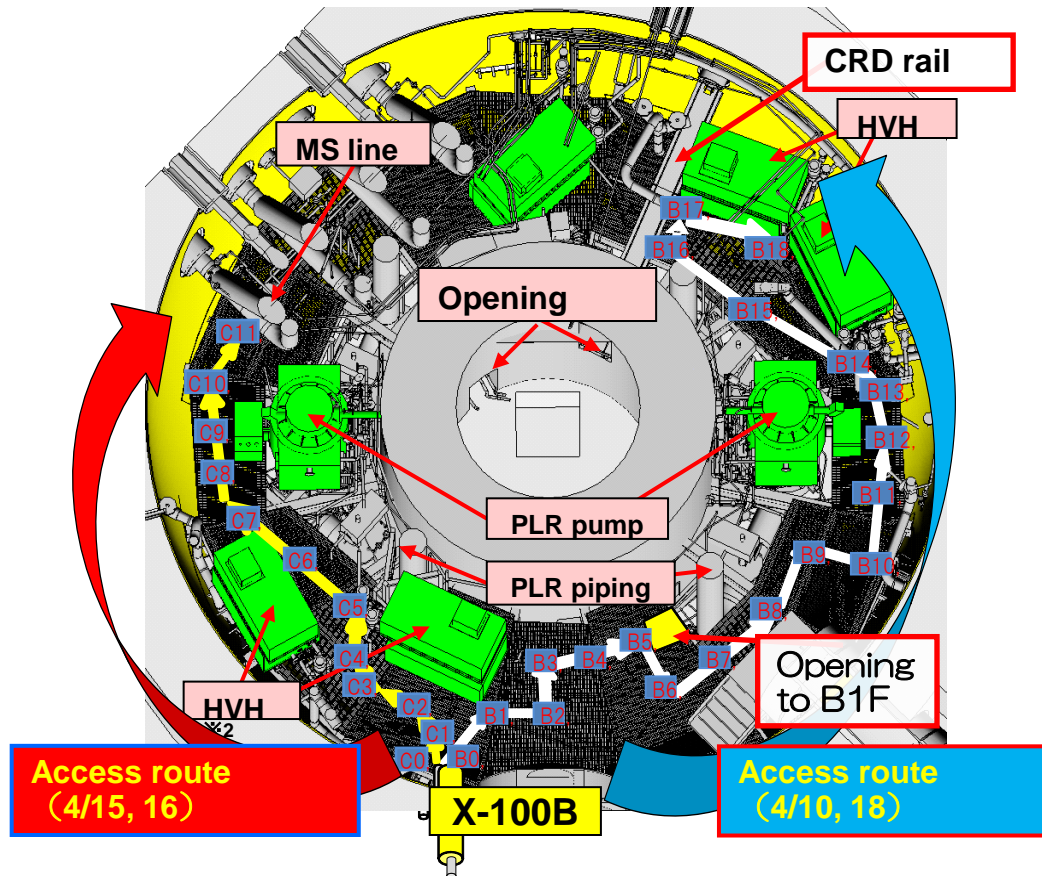 CRD rail
HVH
MS line
B17,
B16,
B18,
Opening
B15,
C11
B14,
C10,
B13,
C9,
B12,
C8,
B11,
PLR pump
C7
C6
B9,
B10,
PLR piping
C5
B8,
B5
C4
B3,
B4,
B7,
Opening
to B1F
C3
B6
C2
HVH
※2
B1
B2,
C1
C0
B0,
Access route
（4/15, 16）
X-100B
Access route
（4/10, 18）